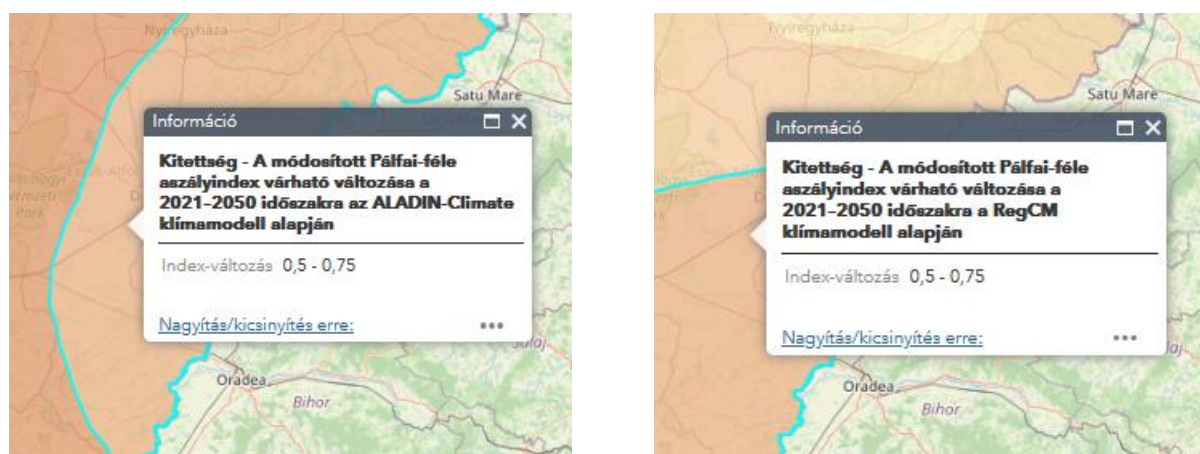 Nyíregyháza
Satu Mare
Információ
Kitettség - A módosított Pálfai-féle
aszályindex várható változása a
2021–2050 időszakra az ALADIN-Climate
klímamodell alapján
Index-változás 0,5 - 0,75
Nagyítás/kicsinyítés erre:
Oradea
Bihor
Nyíregyháza
Satu Mare
Információ
Kitettség - A módosított Pálfai-féle
aszályindex várható változása a
2021–2050 időszakra a RegCM
klímamodell alapján
Index-változás 0,5 - 0,75
Nagyítás/kicsinyítés erre:
Oradea
Bihor